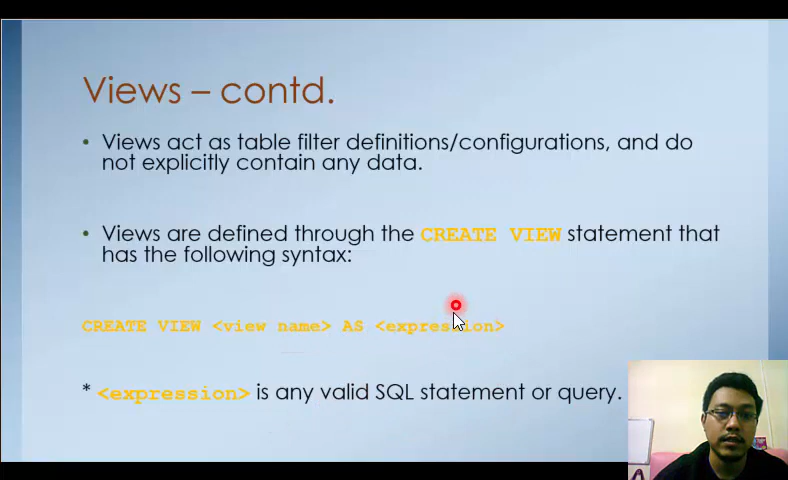 Views – contd.
• Views act as table filter definitions/configurations, and do
not explicitly contain any data.
• Views are defined through the CREATE VIEW statement that
has the following syntax:
CREATE VIEW <view name> AS <expression>
* <expression> is any valid SQL statement or query.